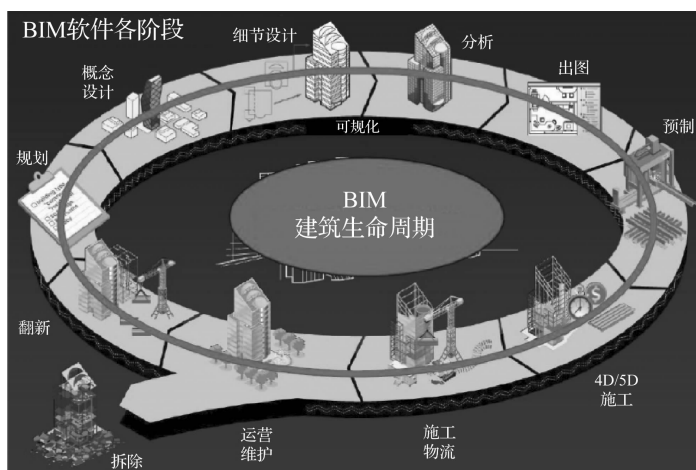 BIM软件各阶段
细节设计
分析
概念
设计
出图
预制
可规化
规划
BIM
建筑生命周期
翻新
4D/5D
施工
运营
维护
施工
物流
拆除